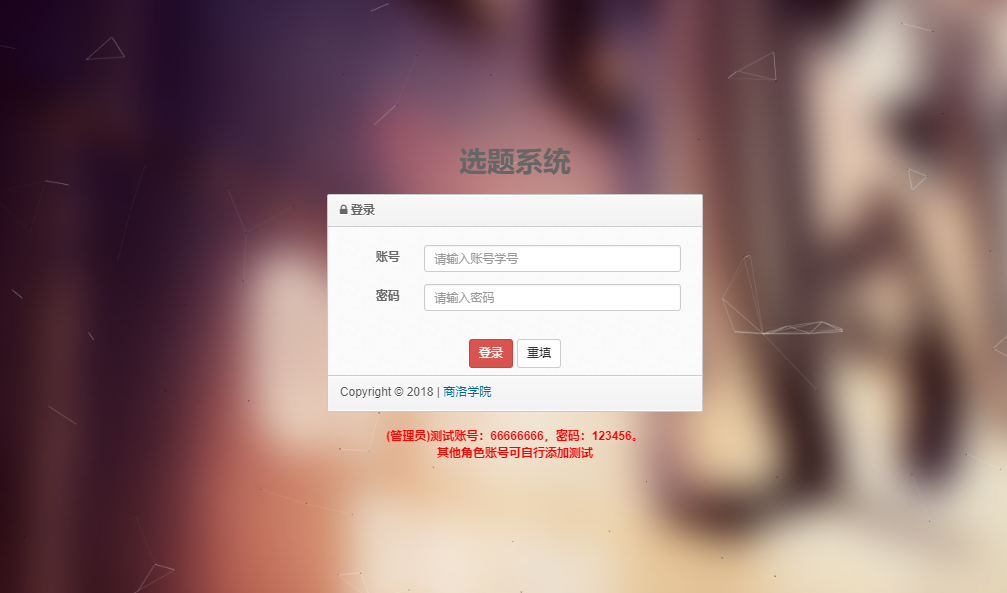 选题系统
登录
账号 请输入账号学号
密码 请输入密码
登录 重填
Copyright © 2018 | 商洛学院
(管理员)测试账号：66666666，密码：123456。
其他角色账号可自行添加测试